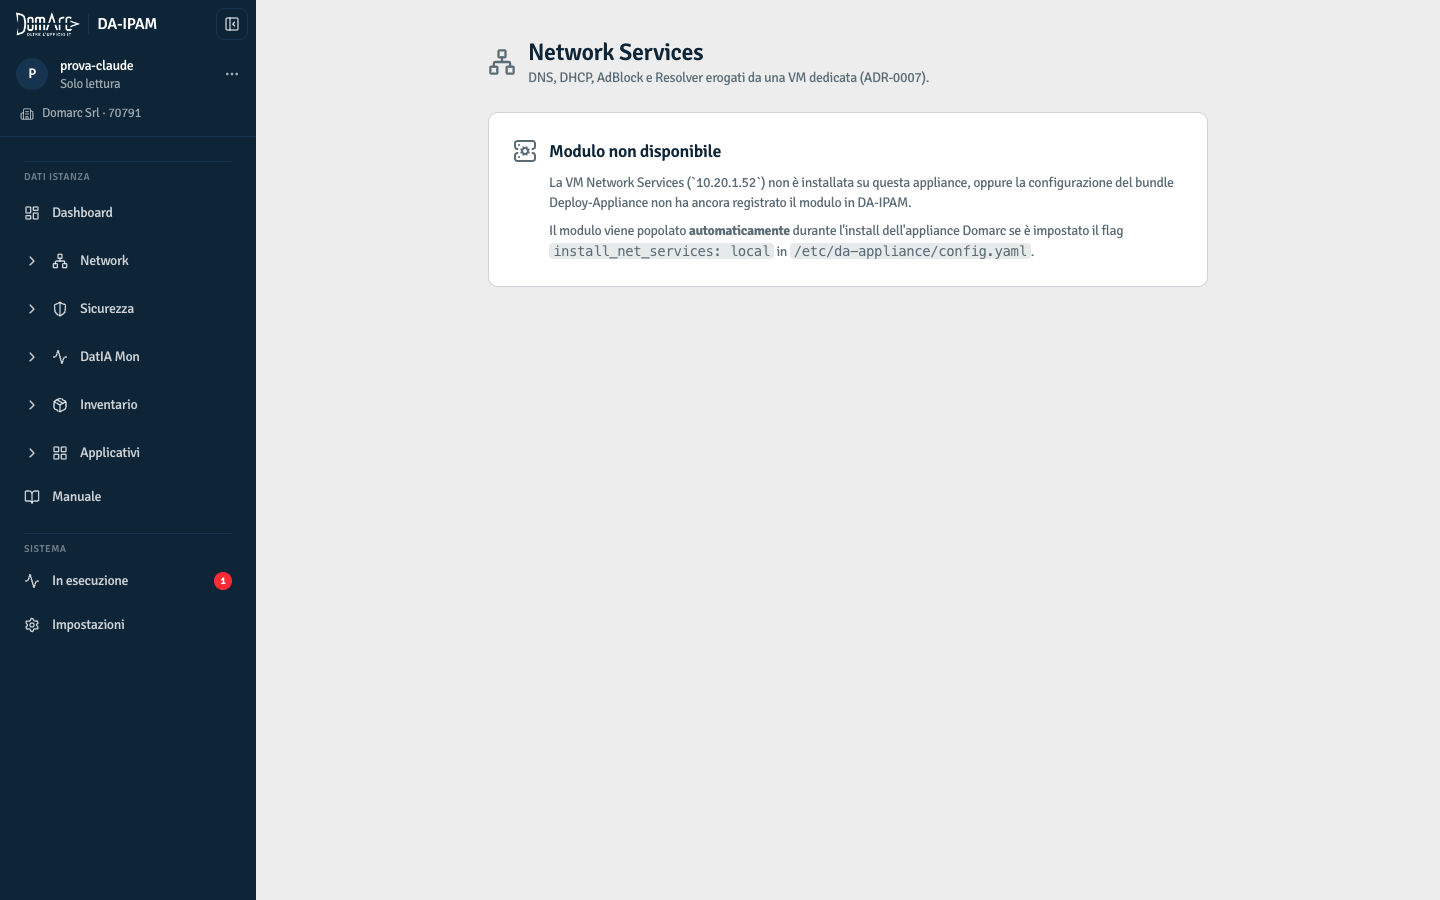 DomArc
OLTRE L'UFFICIO IT
DA-IPAM
P
prova-claude
Solo lettura
Domarc Srl · 70791
DATI ISTANZA
Dashboard
Network
Sicurezza
DatIA Mon
Inventario
Applicativi
Manuale
SISTEMA
In esecuzione 1
Impostazioni
Network Services
DNS, DHCP, AdBlock e Resolver erogati da una VM dedicata (ADR-0007).
Modulo non disponibile
La VM Network Services (`10.20.1.52`) non è installata su questa appliance, oppure la configurazione del bundle
Deploy-Appliance non ha ancora registrato il modulo in DA-IPAM.
Il modulo viene popolato automaticamente durante l'install dell'appliance Domarc se è impostato il flag
install_net_services: local in /etc/da-appliance/config.yaml.